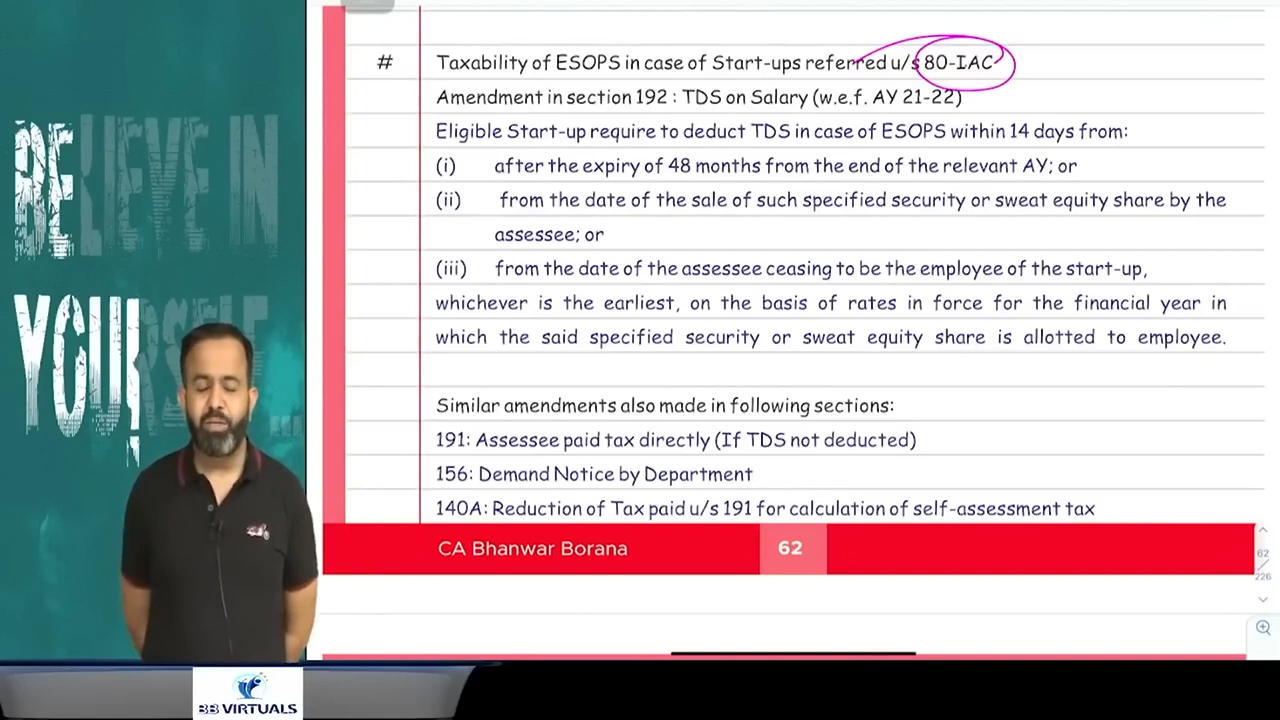 BELIEVE IN
YOURSELF
# Taxability of ESOPS in case of Start-ups referred u/s 80-IAC
Amendment in section 192 : TDS on Salary (w.e.f. AY 21-22)
Eligible Start-up require to deduct TDS in case of ESOPS within 14 days from:
(i) after the expiry of 48 months from the end of the relevant AY; or
(ii) from the date of the sale of such specified security or sweat equity share by the
assessee; or
(iii) from the date of the assessee ceasing to be the employee of the start-up,
whichever is the earliest, on the basis of rates in force for the financial year in
which the said specified security or sweat equity share is allotted to employee.
Similar amendments also made in following sections:
191: Assessee paid tax directly (If TDS not deducted)
156: Demand Notice by Department
140A: Reduction of Tax paid u/s 191 for calculation of self-assessment tax
CA Bhanwar Borana 62
62
226
BB VIRTUALS